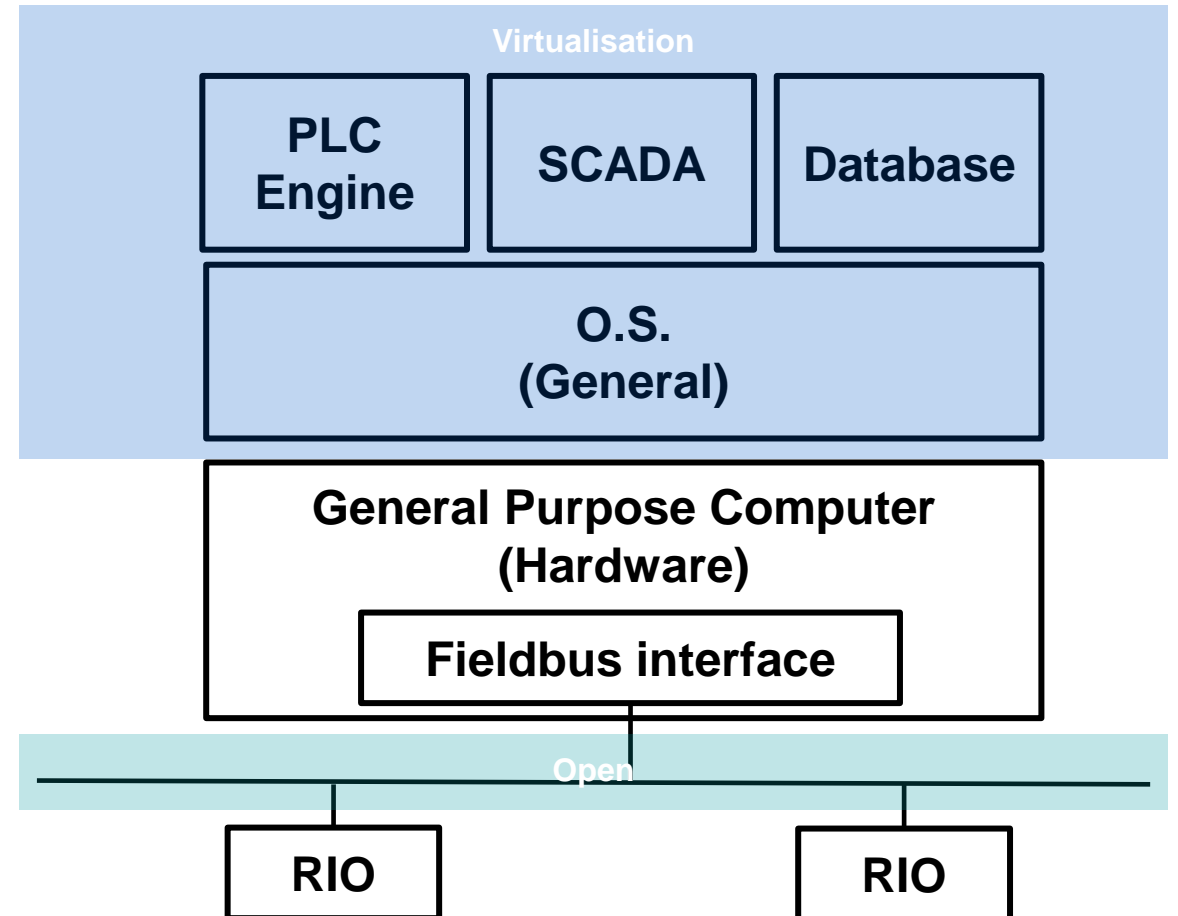 Virtualisation
PLC
Engine
SCADA
Database
O.S.
(General)
General Purpose Computer
(Hardware)
Fieldbus interface
Open
RIO
RIO